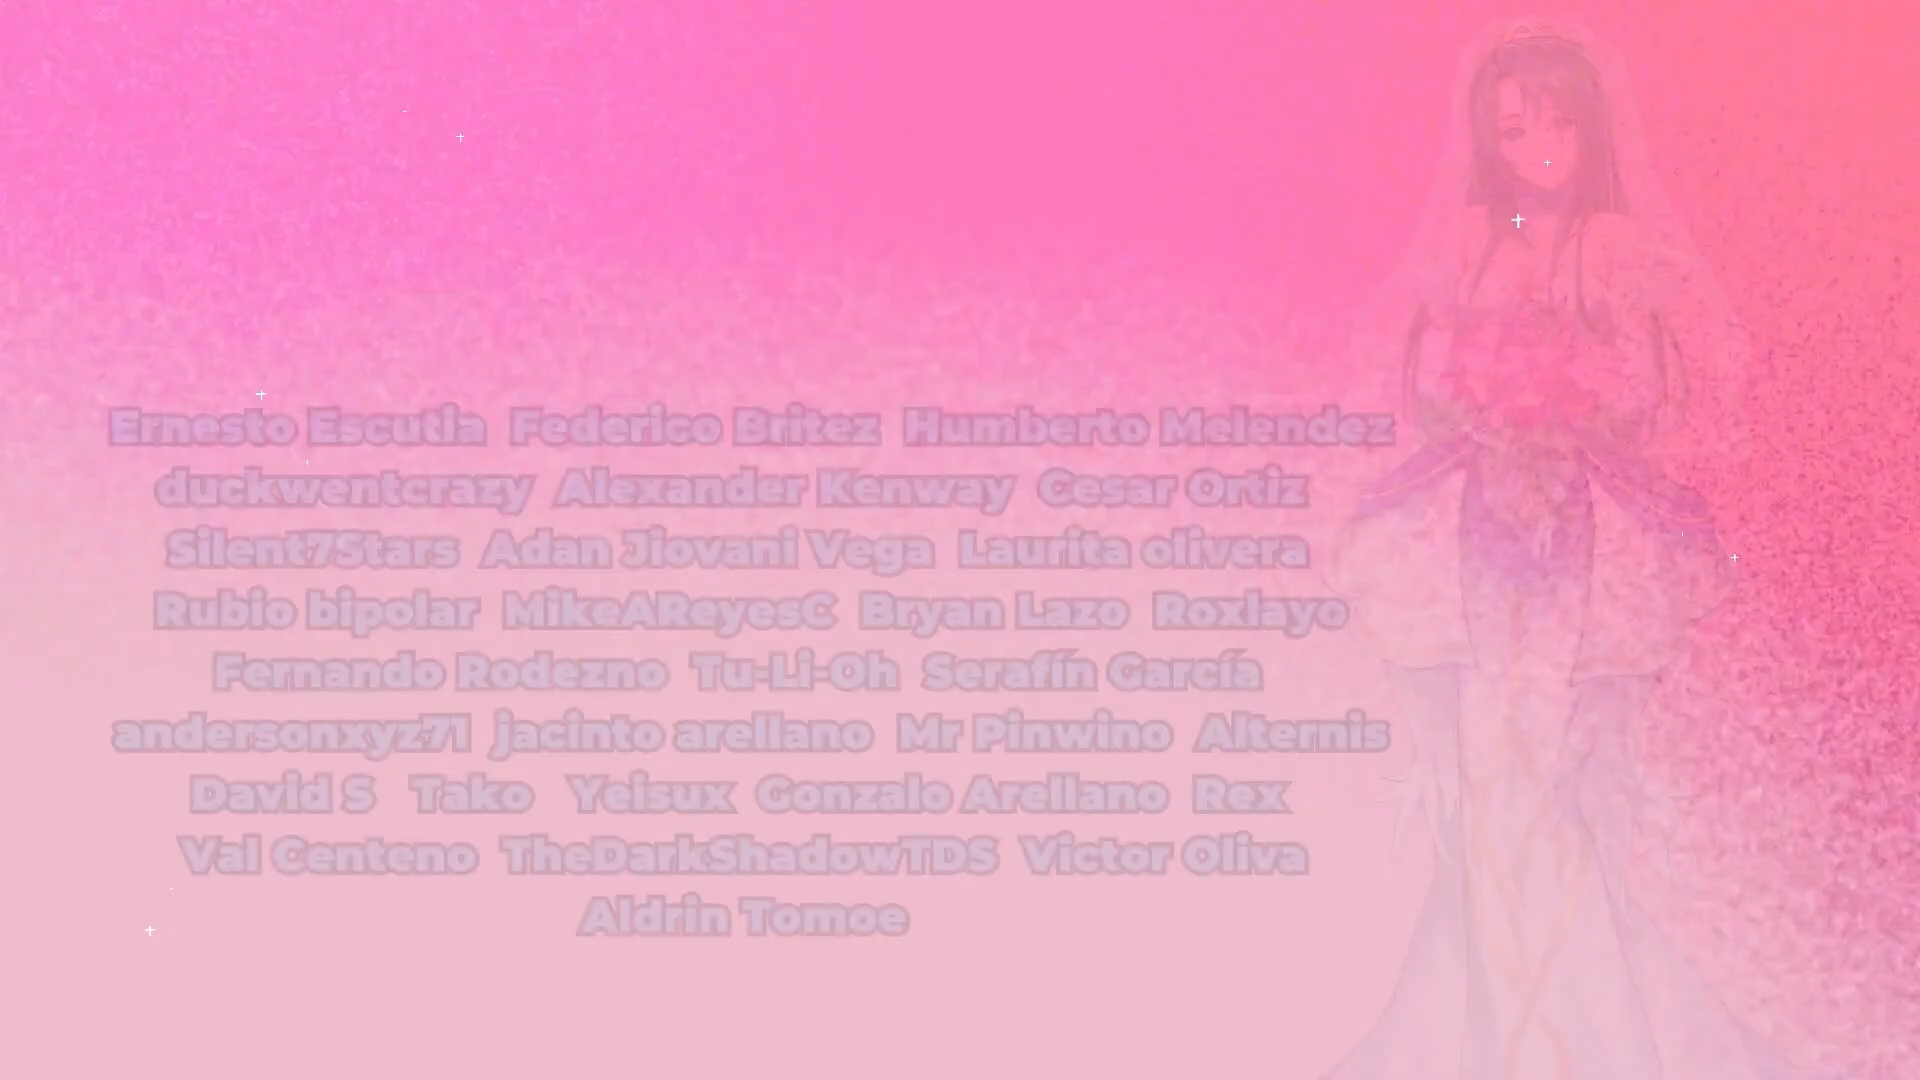 Ernesto Escutia Federico Britez Humberto Melendez
duckwentcrazy Alexander Kenway Cesar Ortiz
Silent7Stars Adan Jiovani Vega Laurita olivera
Rubio bipolar MikeAReyesC Bryan Lazo Roxlayo
Fernando Rodezno Tu-Li-Oh Serafín García
andersonxyz71 jacinto arellano Mr Pinwino Alternis
David S Tako Yeisux Gonzalo Arellano Rex
Val Centeno TheDarkShadowTDS Victor Oliva
Aldrin Tomoe